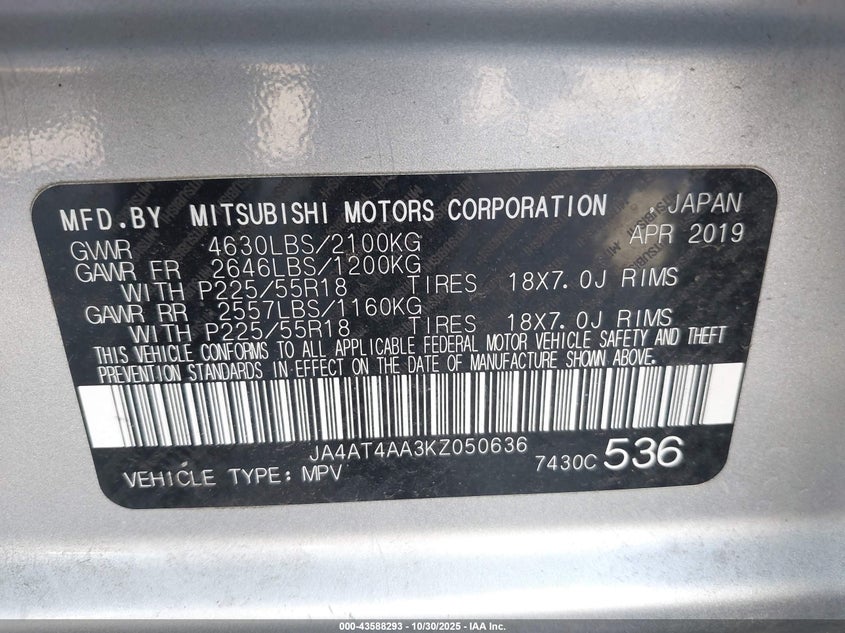 MFD.BY MITSUBISHI MOTORS CORPORATION , JAPAN
GVWR 4630LBS/2100KG APR 2019
GAWR FR 2646LBS/1200KG
WITH P225/55R18 TIRES 18X7.0J RIMS
GAWR RR 2557LBS/1160KG
WITH P225/55R18 TIRES 18X7.0J RIMS
THIS VEHICLE CONFORMS TO ALL APPLICABLE FEDERAL MOTOR VEHICLE SAFETY AND THEFT
PREVENTION STANDARDS IN EFFECT ON THE DATE OF MANUFACTURE SHOWN ABOVE.
JA4AT4AA3KZ050636
VEHICLE TYPE: MPV 7430C 536
000-43588293 - 10/30/2025 - IAA Inc.